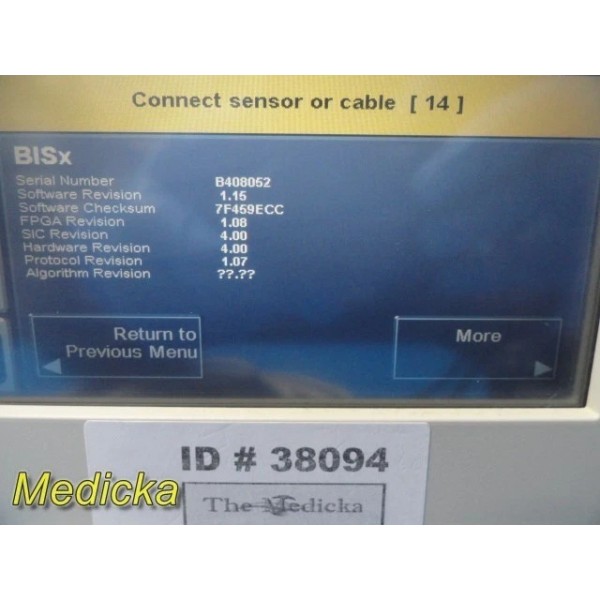 Connect sensor or cable [ 14 ]
BISx
Serial Number B408052
Software Revision 1.15
Software Checksum 7F459ECC
FPGA Revision 1.08
SIC Revision 4.00
Hardware Revision 4.00
Protocol Revision 1.07
Algorithm Revision ??.??
Return to
Previous Menu
More
ID # 38094
Medicka
The Medicka